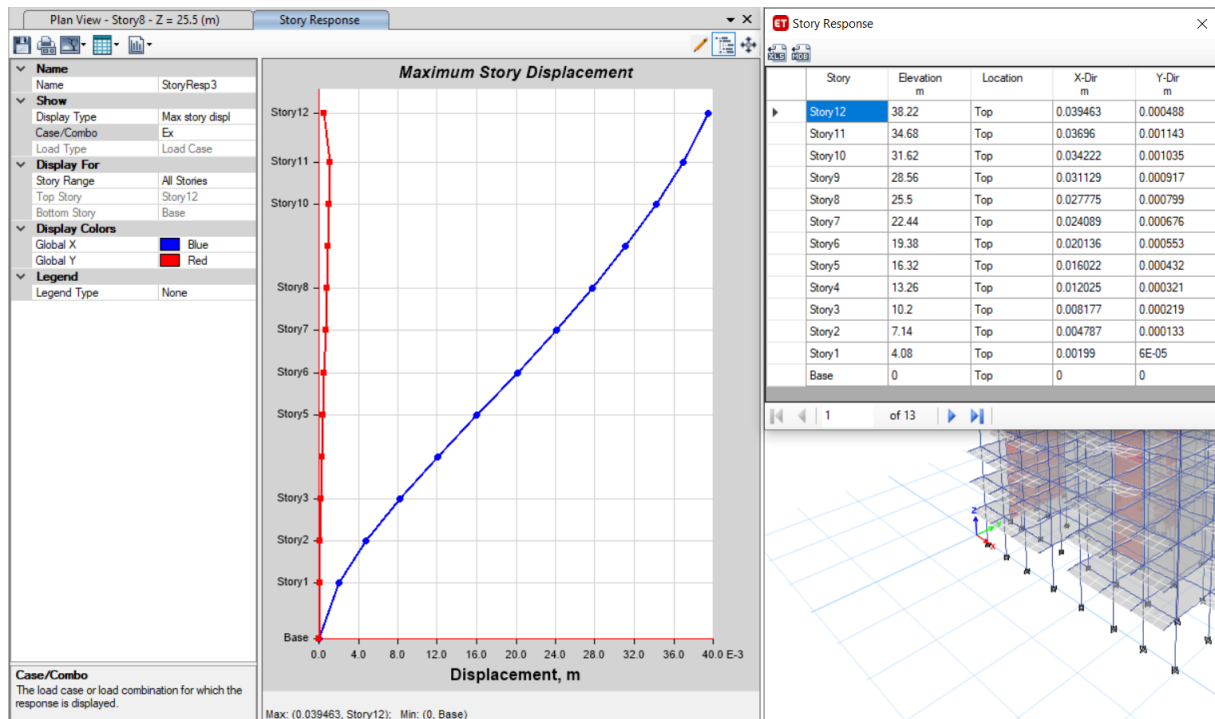 Plan View - Story8 - Z = 25.5 (m)
Story Response
Name
Name StoryResp3
Show
Display Type Max story displ
Case/Combo Ex
Load Type Load Case
Display For
Story Range All Stories
Top Story Story12
Bottom Story Base
Display Colors
Global X Blue
Global Y Red
Legend
Legend Type None
Case/Combo
The load case or load combination for which the
response is displayed.
Maximum Story Displacement
Story12
Story11
Story10
Story8
Story7
Story6
Story5
Story3
Story2
Story1
Base
0.0 4.0 8.0 12.0 16.0 20.0 24.0 28.0 32.0 36.0 40.0 E-3
Displacement, m
Max: (0.039463, Story12); Min: (0, Base)
ET Story Response
XLS MDB
Story Elevation Location X-Dir Y-Dir
m m m
Story12 38.22 Top 0.039463 0.000488
Story11 34.68 Top 0.03696 0.001143
Story10 31.62 Top 0.034222 0.001035
Story9 28.56 Top 0.031129 0.000917
Story8 25.5 Top 0.027775 0.000799
Story7 22.44 Top 0.024089 0.000676
Story6 19.38 Top 0.020136 0.000553
Story5 16.32 Top 0.016022 0.000432
Story4 13.26 Top 0.012025 0.000321
Story3 10.2 Top 0.008177 0.000219
Story2 7.14 Top 0.004787 0.000133
Story1 4.08 Top 0.00199 6E-05
Base 0 Top 0 0
1 of 13
Z
Y
X